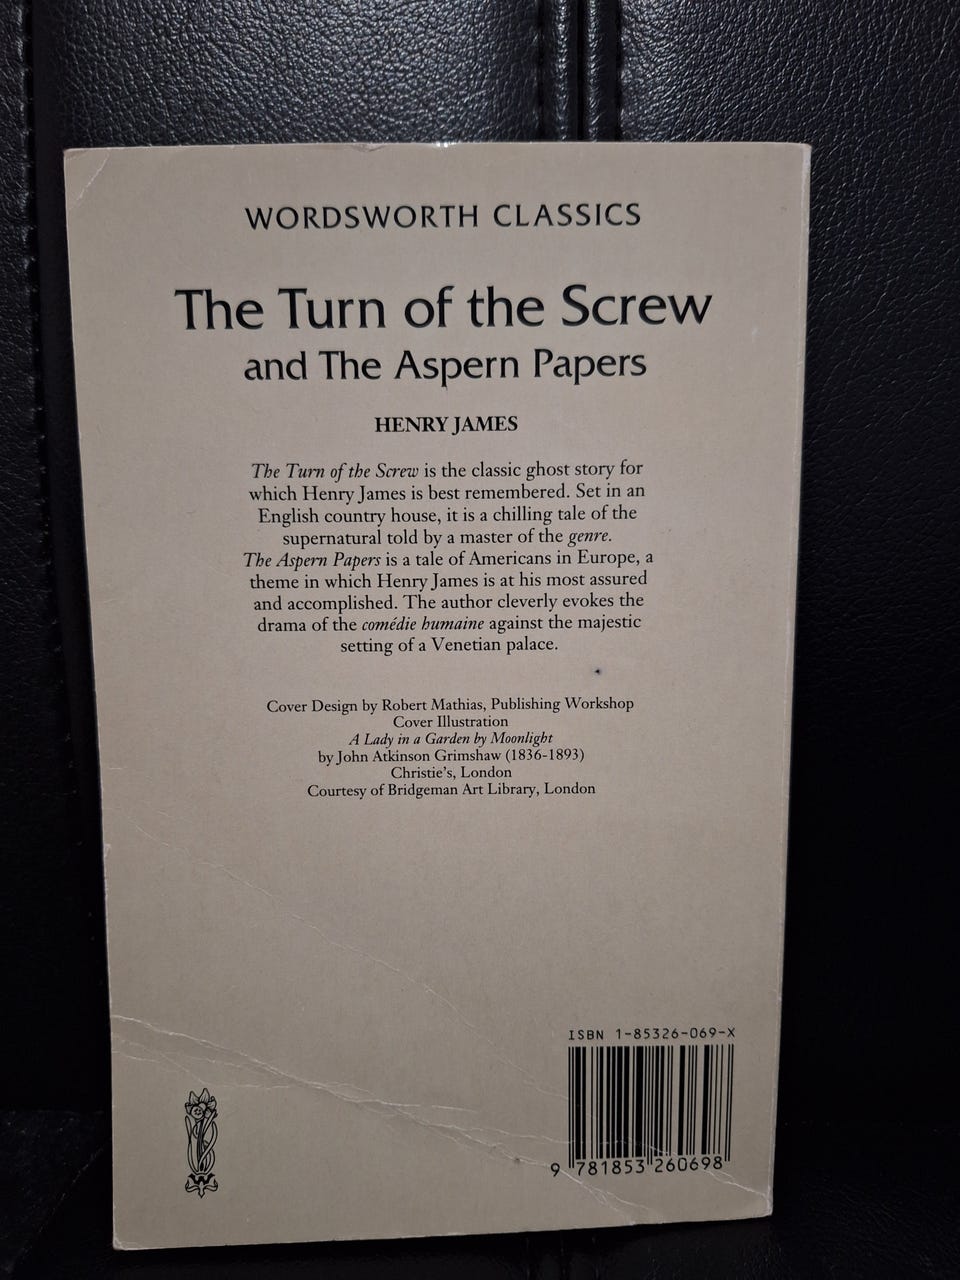 WORDSWORTH CLASSICS
The Turn of the Screw
and The Aspern Papers
HENRY JAMES
The Turn of the Screw is the classic ghost story for
which Henry James is best remembered. Set in an
English country house, it is a chilling tale of the
supernatural told by a master of the genre.
The Aspern Papers is a tale of Americans in Europe, a
theme in which Henry James is at his most assured
and accomplished. The author cleverly evokes the
drama of the comédie humaine against the majestic
setting of a Venetian palace.
Cover Design by Robert Mathias, Publishing Workshop
Cover Illustration
A Lady in a Garden by Moonlight
by John Atkinson Grimshaw (1836-1893)
Christie's, London
Courtesy of Bridgeman Art Library, London
ISBN 1-85326-069-X
9 781853 260698
W